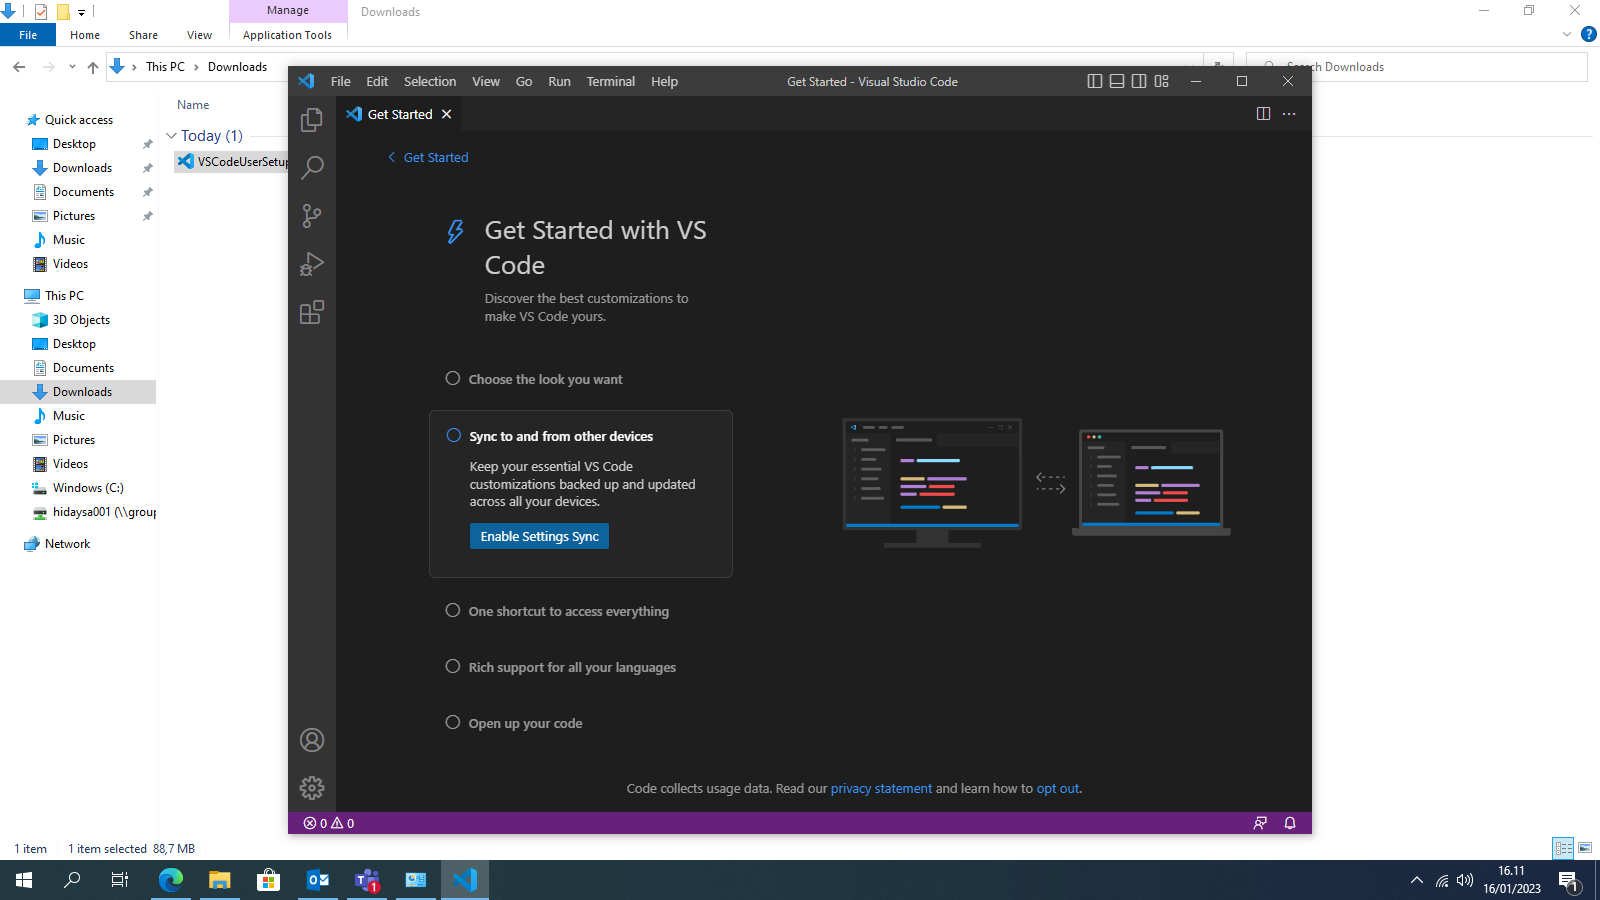 Manage
Downloads
File
Home
Share
View
Application Tools
This PC
Downloads
Search Downloads
Name
Quick access
Desktop
Downloads
Documents
Pictures
Music
Videos
This PC
3D Objects
Desktop
Documents
Downloads
Music
Pictures
Videos
Windows (C:)
hidaysa001 (\\group
Network
Today (1)
VSCodeUserSetup
File Edit Selection View Go Run Terminal Help
Get Started - Visual Studio Code
Get Started
Get Started
Get Started with VS
Code
Discover the best customizations to
make VS Code yours.
Choose the look you want
Sync to and from other devices
Keep your essential VS Code
customizations backed up and updated
across all your devices.
Enable Settings Sync
One shortcut to access everything
Rich support for all your languages
Open up your code
Code collects usage data. Read our privacy statement and learn how to opt out.
0 0
1 item
1 item selected 88,7 MB
1
16.11
16/01/2023
1